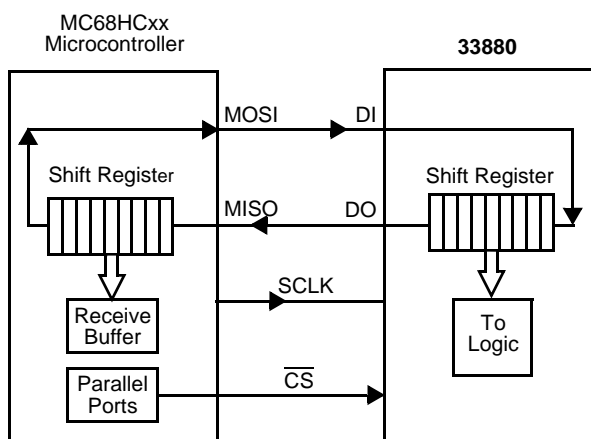 MC68HCxx
Microcontroller
33880
MOSI
DI
Shift Register
Shift Register
MISO
DO
SCLK
Receive
Buffer
To
Logic
Parallel
Ports
CS